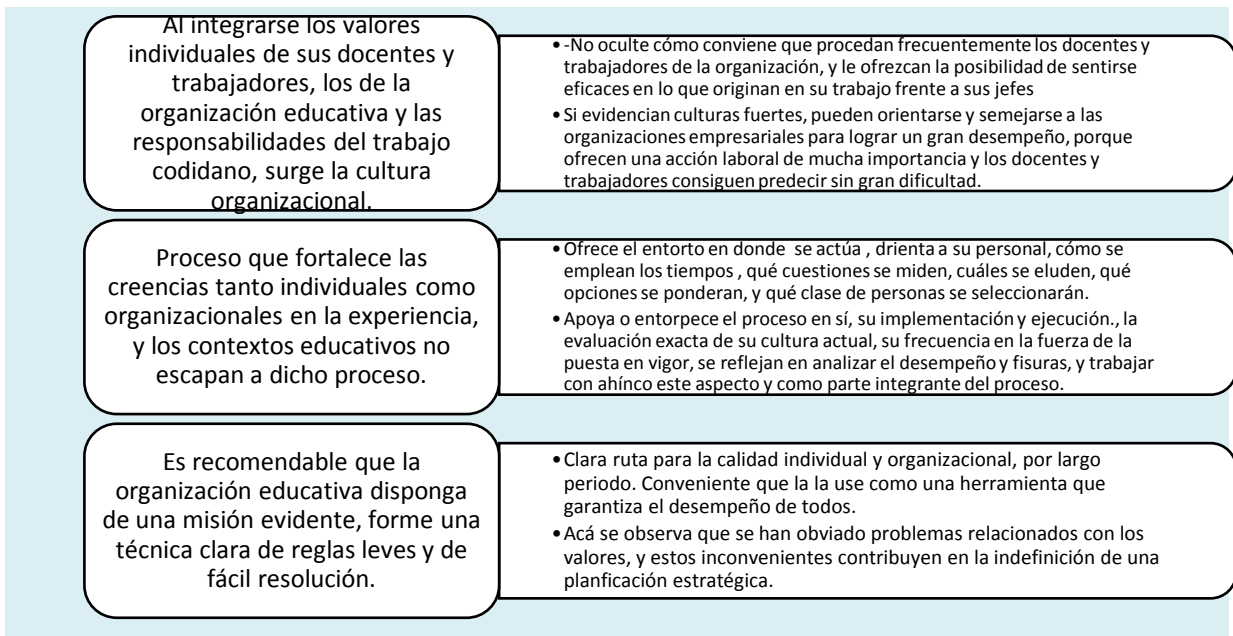 Al integrarse los valores
individuales de sus docentes y
trabajadores, los de la
organización educativa y las
responsabilidades del trabajo
codidano, surge la cultura
organizacional.
•-No oculte cómo conviene que procedan frecuentemente los docentes y
trabajadores de la organización, y le ofrezcan la posibilidad de sentirse
eficaces en lo que originan en su trabajo frente a sus jefes
•Si evidencian culturas fuertes, pueden orientarse y semejarse a las
organizaciones empresariales para lograr un gran desempeño, porque
ofrecen una acción laboral de mucha importancia y los docentes y
trabajadores consiguen predecir sin gran dificultad.
Proceso que fortalece las
creencias tanto individuales como
organizacionales en la experiencia,
y los contextos educativos no
escapan a dicho proceso.
•Ofrece el entorto en donde se actúa , drienta a su personal, cómo se
emplean los tiempos , qué cuestiones se miden, cuáles se eluden, qué
opciones se ponderan, y qué clase de personas se seleccionarán.
•Apoya o entorpece el proceso en sí, su implementación y ejecución., la
evaluación exacta de su cultura actual, su frecuencia en la fuerza de la
puesta en vigor, se reflejan en analizar el desempeño y fisuras, y trabajar
con ahínco este aspecto y como parte integrante del proceso.
Es recomendable que la
organización educativa disponga
de una misión evidente, forme una
técnica clara de reglas leves y de
fácil resolución.
•Clara ruta para la calidad individual y organizacional, por largo
periodo. Conveniente que la la use como una herramienta que
garantiza el desempeño de todos.
•Acá se observa que se han obviado problemas relacionados con los
valores, y estos inconvenientes contribuyen en la indefinición de una
planficación estratégica.